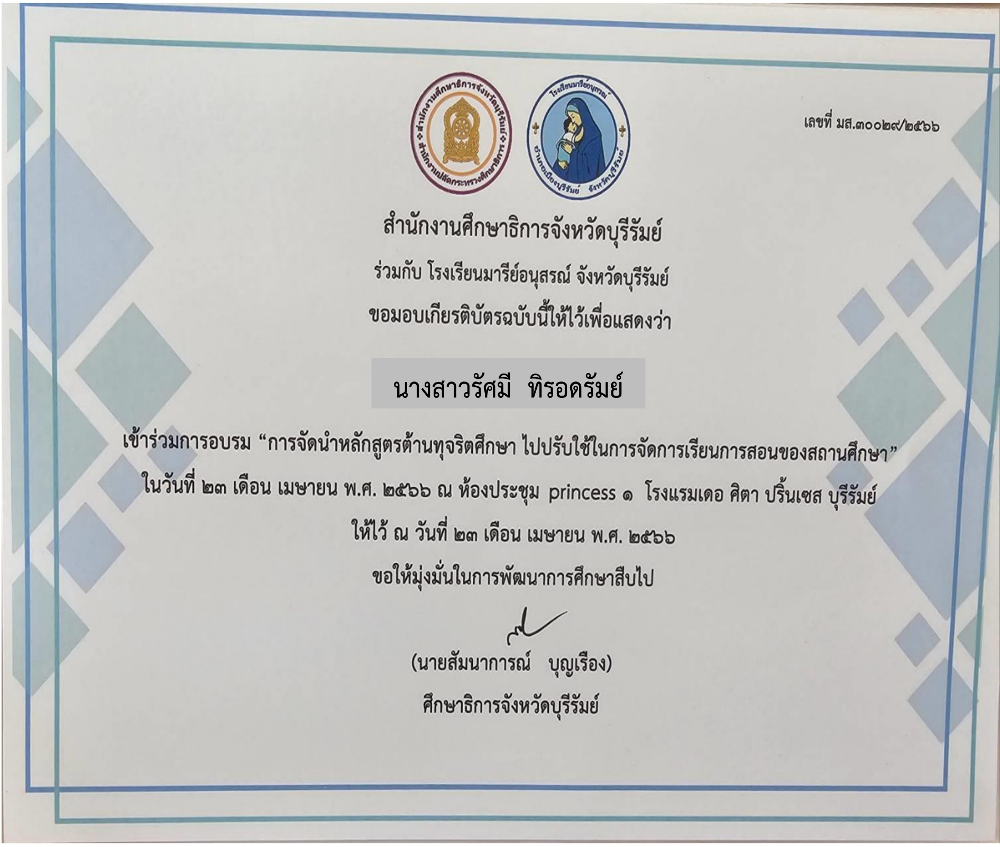 สำนักงานศึกษาธิการจังหวัดบุรีรัมย์
สำนักงานปลัดกระทรวงศึกษาธิการ
โรงเรียนมารีย์อนุสรณ์
อำเภอเมืองบุรีรัมย์ จังหวัดบุรีรัมย์
เลขที่ มส.๓๐๐๒๙/๒๕๖๖
สำนักงานศึกษาธิการจังหวัดบุรีรัมย์
ร่วมกับ โรงเรียนมารีย์อนุสรณ์ จังหวัดบุรีรัมย์
ขอมอบเกียรติบัตรฉบับนี้ให้ไว้เพื่อแสดงว่า
นางสาวรัศมี ทิรอดรัมย์
เข้าร่วมการอบรม “การจัดนำหลักสูตรต้านทุจริตศึกษา ไปปรับใช้ในการจัดการเรียนการสอนของสถานศึกษา”
ในวันที่ ๒๓ เดือน เมษายน พ.ศ. ๒๕๖๖ ณ ห้องประชุม princess ๑ โรงแรมเดอ ศิตา ปริ้นเซส บุรีรัมย์
ให้ไว้ ณ วันที่ ๒๓ เดือน เมษายน พ.ศ. ๒๕๖๖
ขอให้มุ่งมั่นในการพัฒนาการศึกษาสืบไป
(นายสัมนาการณ์ บุญเรือง)
ศึกษาธิการจังหวัดบุรีรัมย์